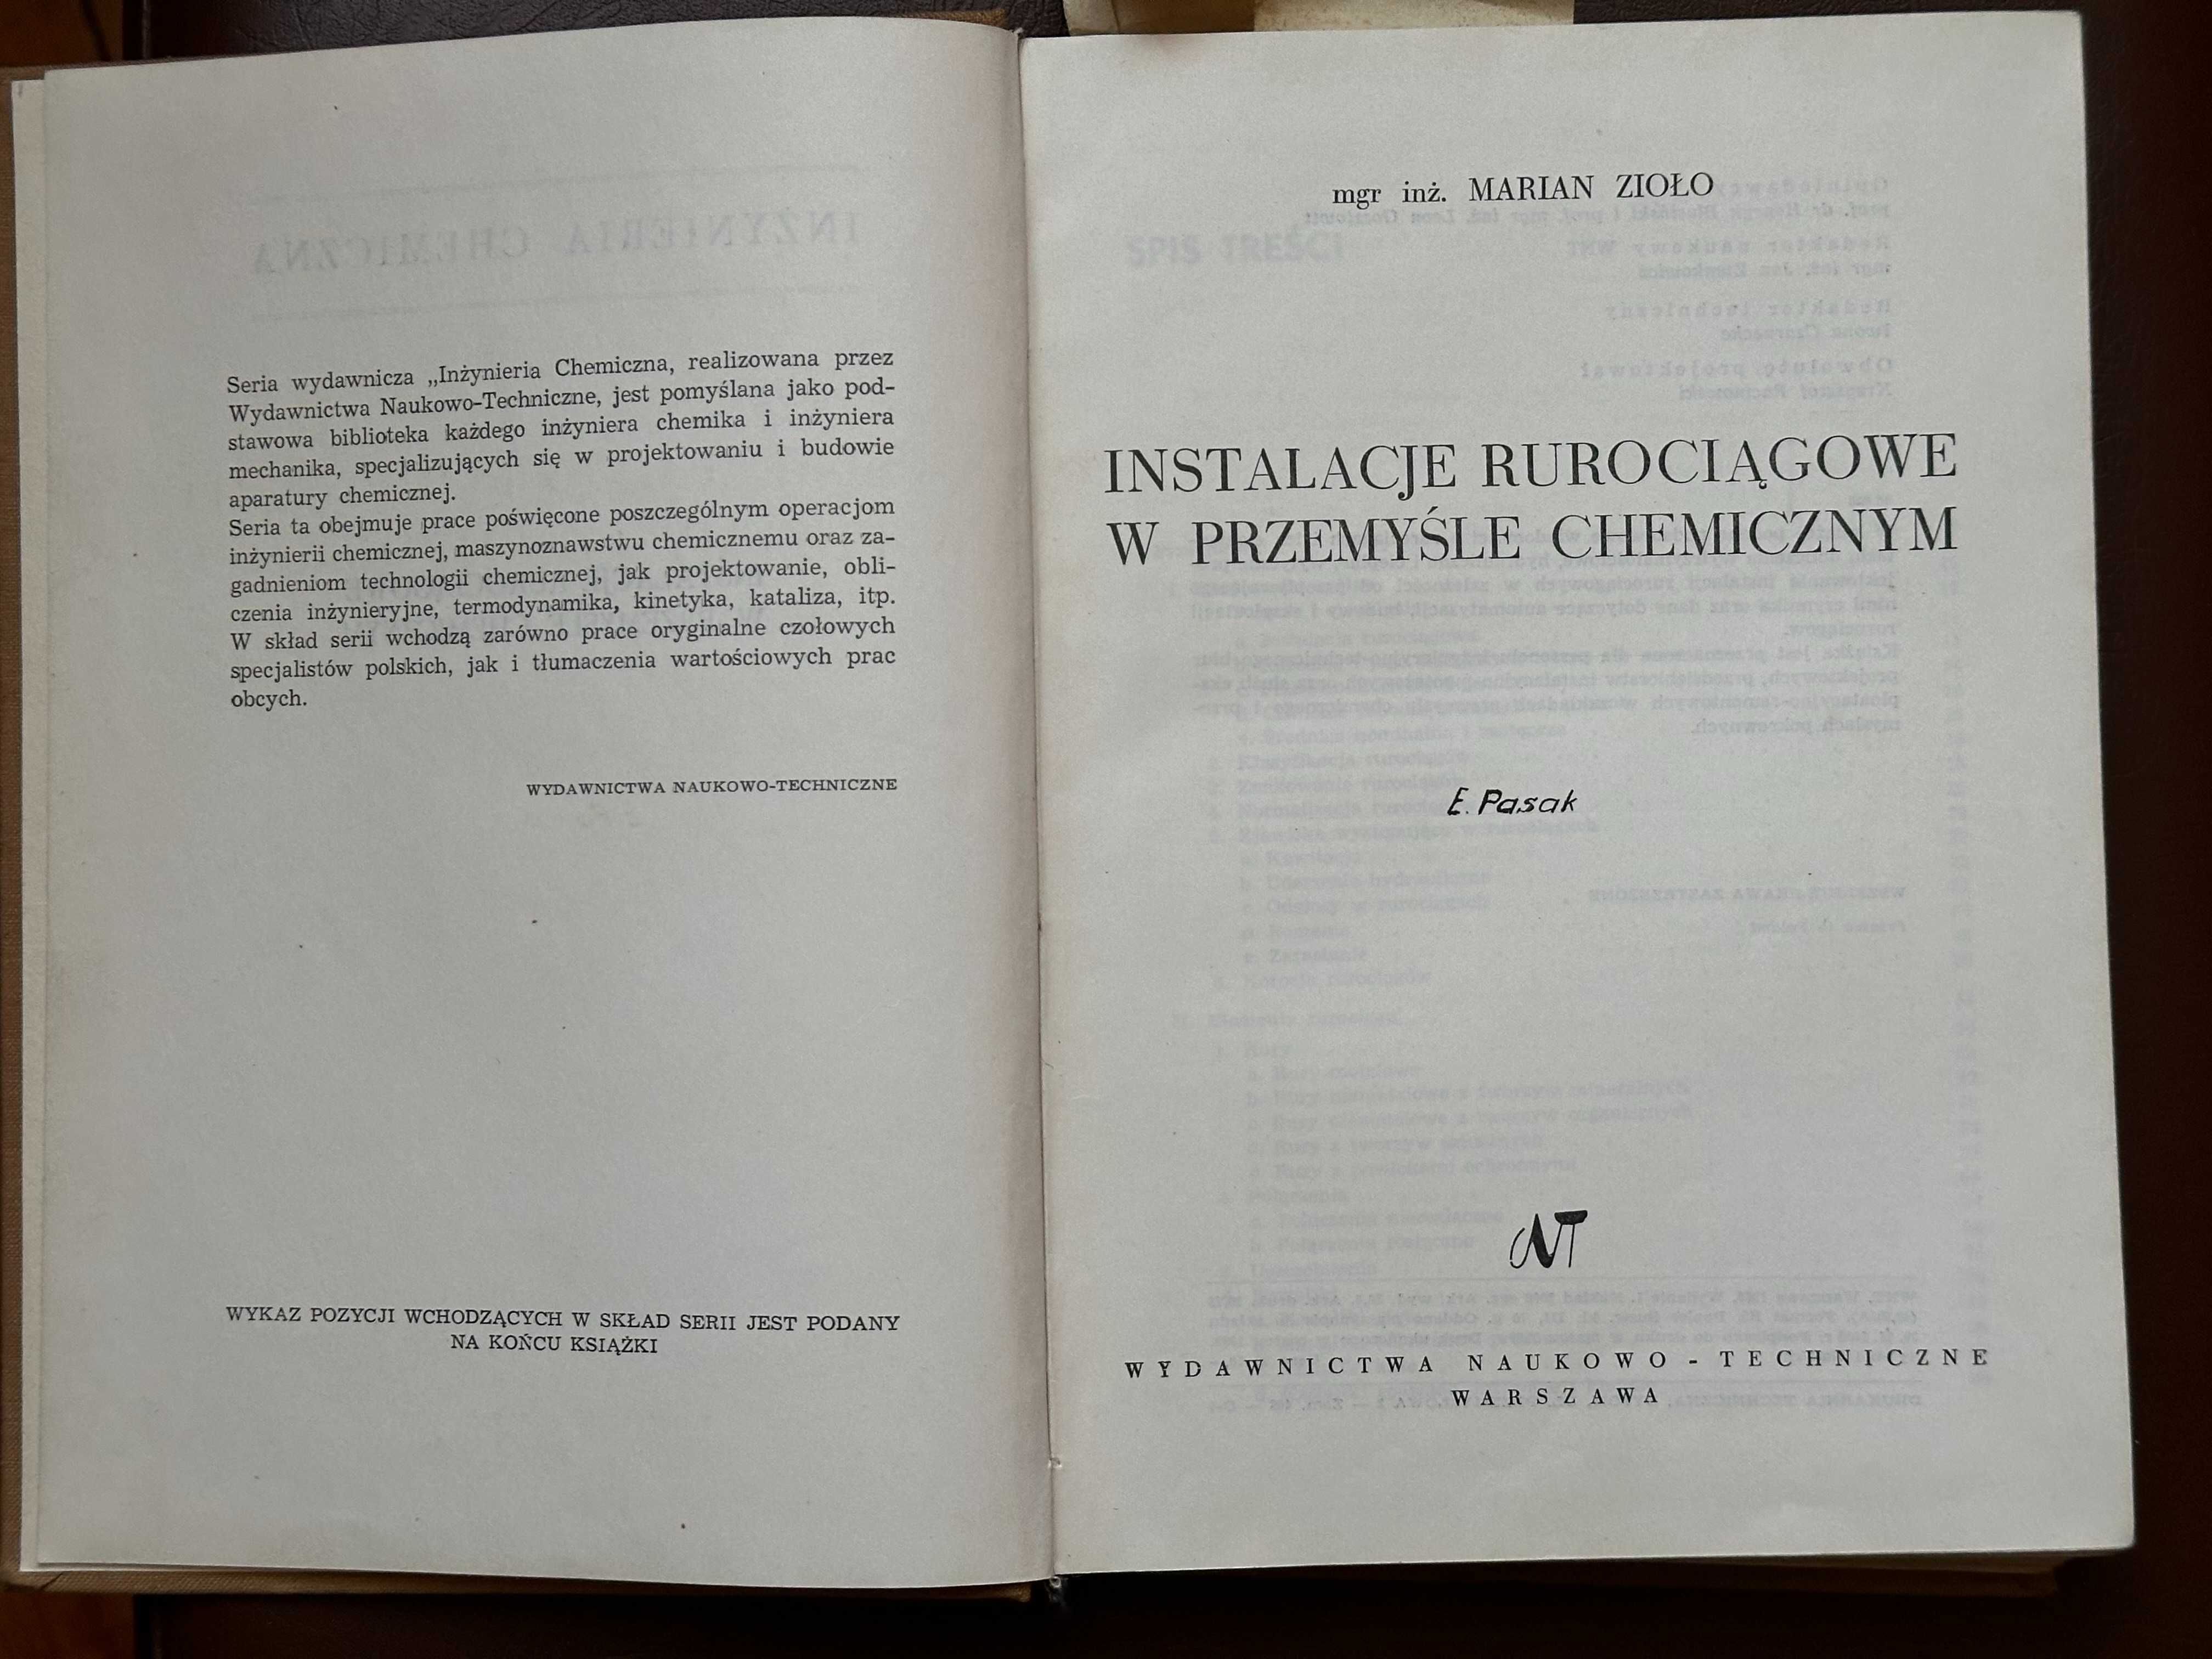 Seria wydawnicza „Inżynieria Chemiczna, realizowana przez
Wydawnictwa Naukowo-Techniczne, jest pomyślana jako pod-
stawowa biblioteka każdego inżyniera chemika i inżyniera
mechanika, specjalizujących się w projektowaniu i budowie
aparatury chemicznej.
Seria ta obejmuje prace poświęcone poszczególnym operacjom
inżynierii chemicznej, maszynoznawstwu chemicznemu oraz za-
gadnieniom technologii chemicznej, jak projektowanie, obli-
czenia inżynieryjne, termodynamika, kinetyka, kataliza, itp.
W skład serii wchodzą zarówno prace oryginalne czołowych
specjalistów polskich, jak i tłumaczenia wartościowych prac
obcych.
WYDAWNICTWA NAUKOWO-TECHNICZNE
WYKAZ POZYCJI WCHODZĄCYCH W SKŁAD SERII JEST PODANY
NA KOŃCU KSIĄŻKI
mgr inż. MARIAN ZIOŁO
SPIS TREŚCI
INSTALACJE RUROCIĄGOWE
W PRZEMYŚLE CHEMICZNYM
E. Pasak
WYDAWNICTWA NAUKOWO-TECHNICZNE
WARSZAWA